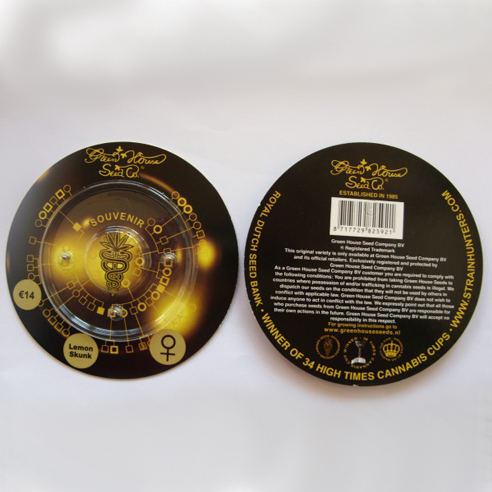 Green House
Seed Co.
SOUVENIR
€14
Lemon
Skunk
Green House
Seed Co.
ESTABLISHED IN 1985
8 717729 825921
Green House Seed Company BV
® Registered Trademark
This original variety is only available at Green House Seed Company BV
and its official retailers. Exclusively registered and protected by
Green House Seed Company BV
As a Green House Seed Company BV customer you are required to comply with
the following conditions: You are prohibited from taking Green House Seeds to
countries where possession of and/or trafficking in cannabis seeds is illegal. We
dispatch our seeds on the condition that they will not be used by others in
conflict with applicable law. Green House Seed Company BV does not wish to
induce anyone to act in conflict with the law. We expressly point out that all those
who purchase seeds from Green House Seed Company BV are responsible for
their own actions in the future. Green House Seed Company BV will accept no
responsibility in this respect.
For growing instructions go to
www.greenhouseseeds.nl
ROYAL DUTCH SEED BANK • WINNER OF 34 HIGH TIMES CANNABIS CUPS • WWW.STRAINHUNTERS.COM